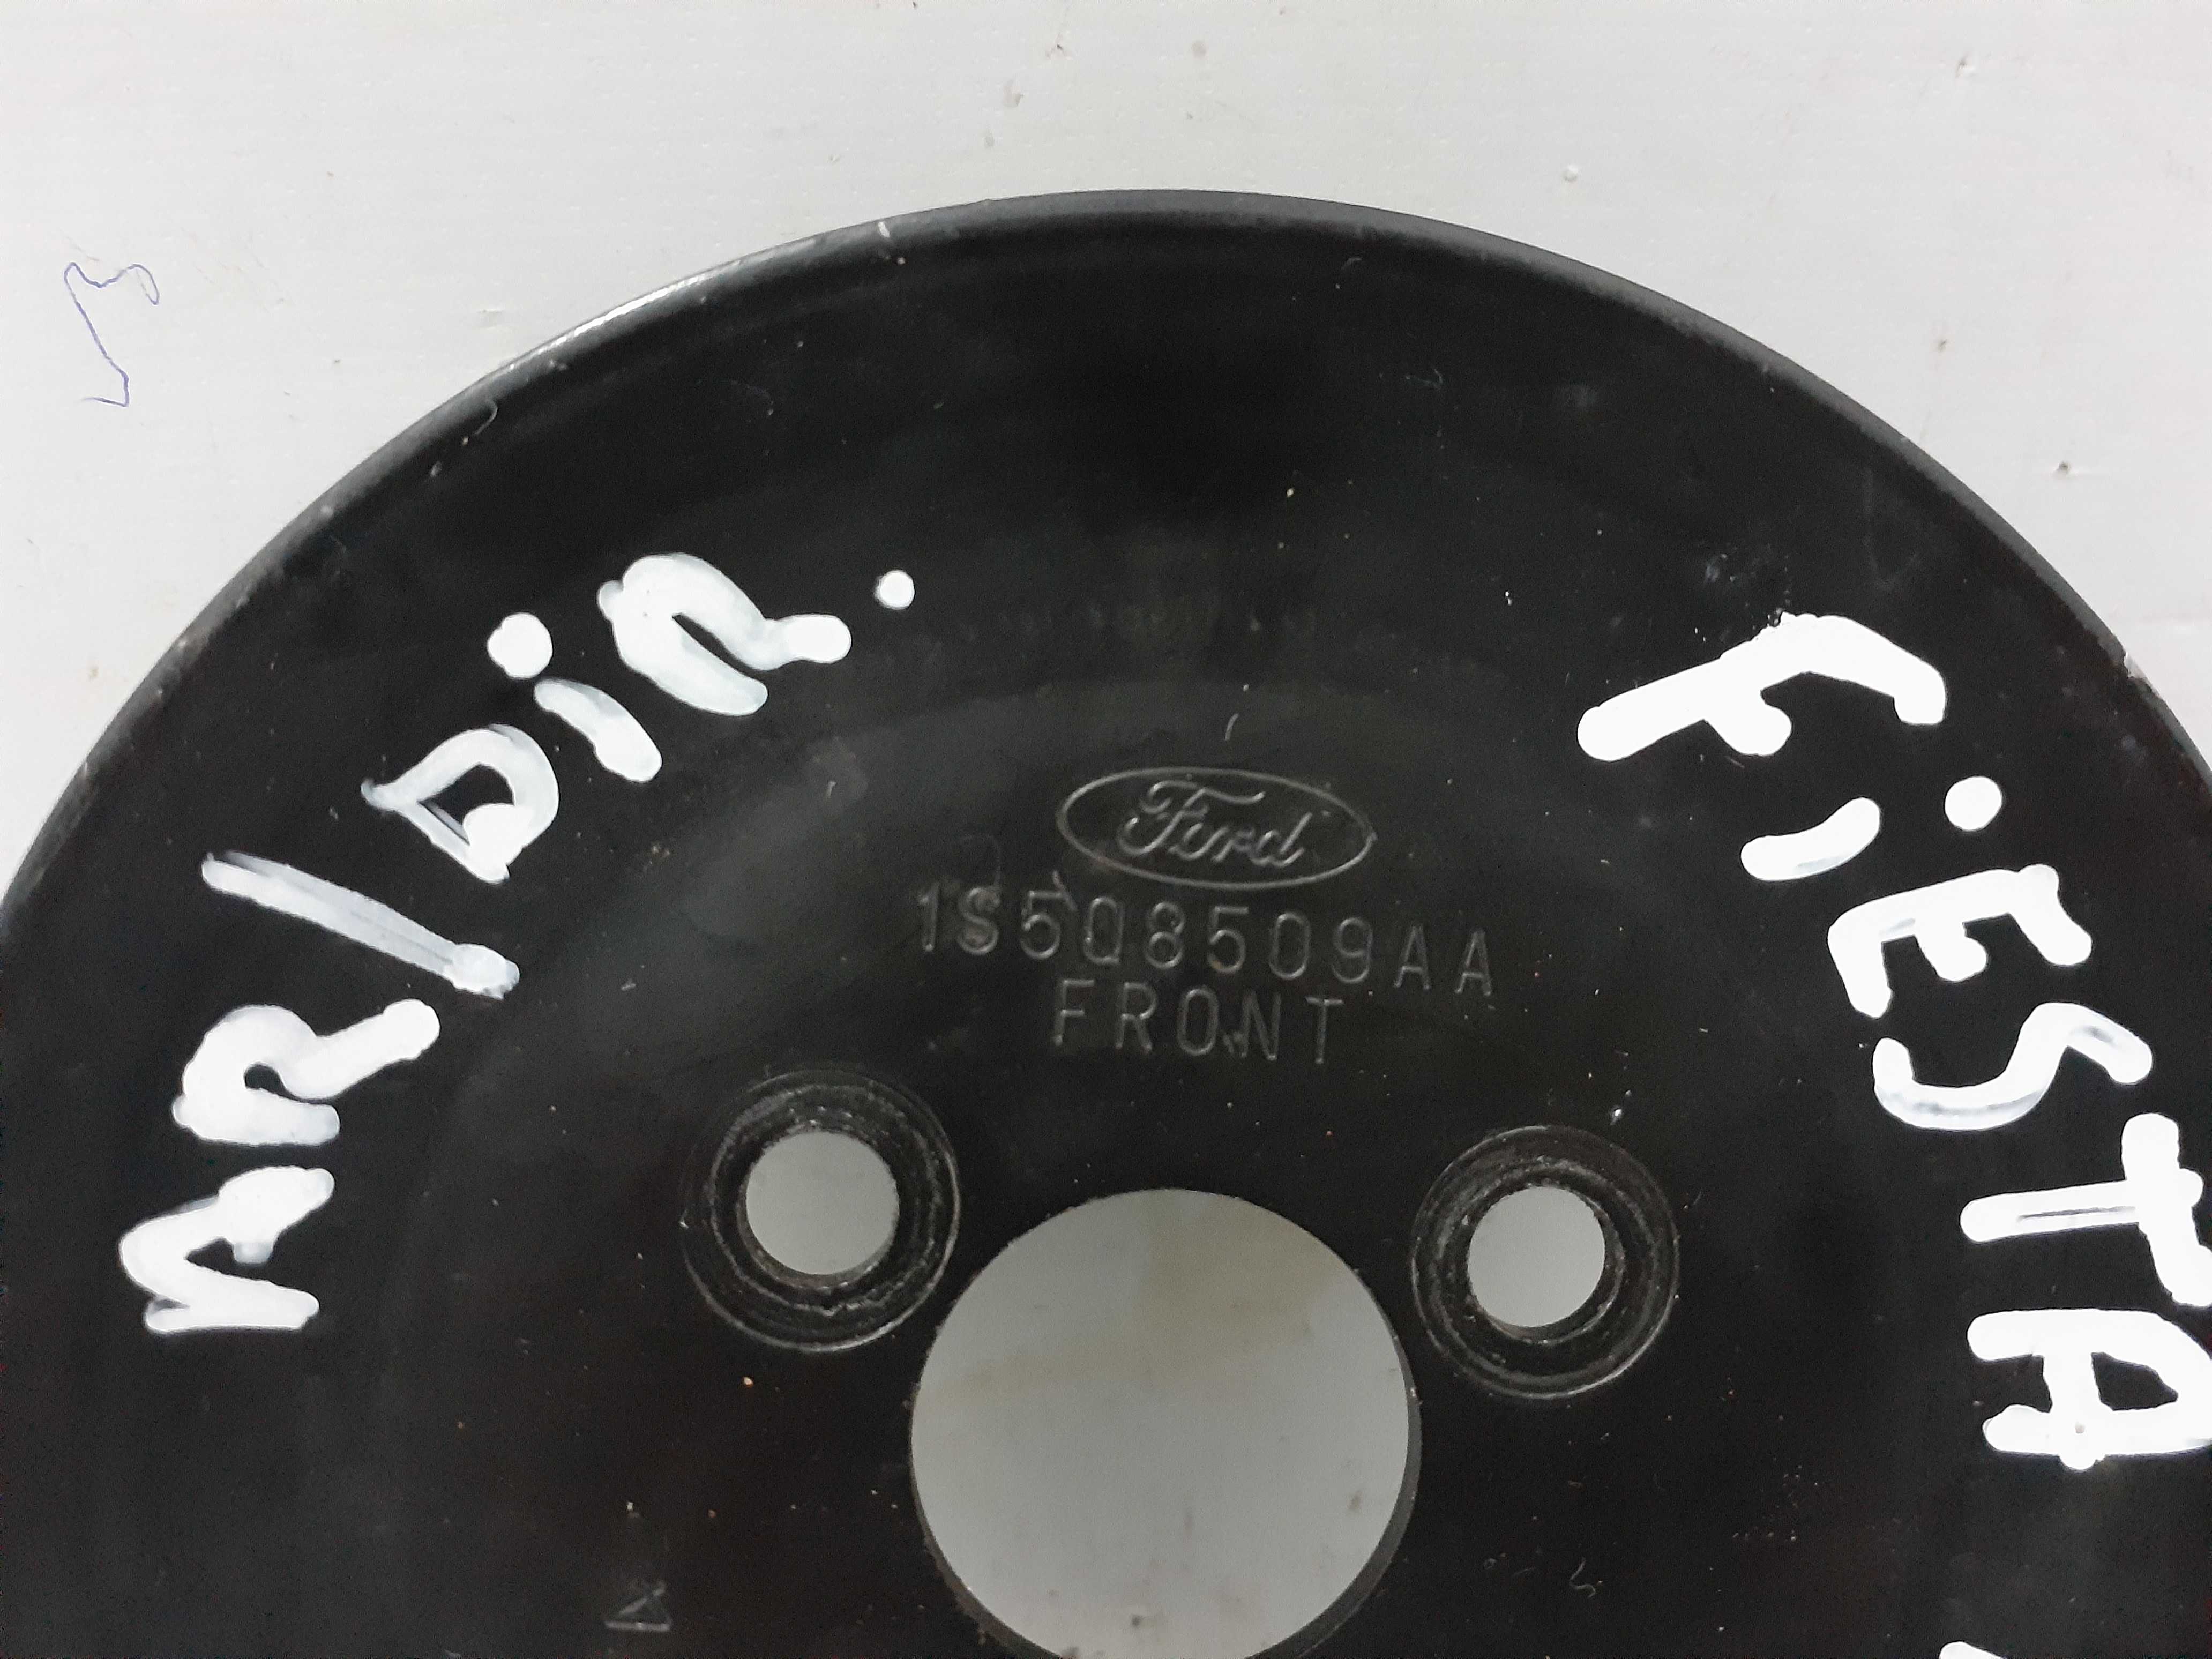 AR/DiR.
FiESTA
Ford
1S5Q8509AA
FRONT